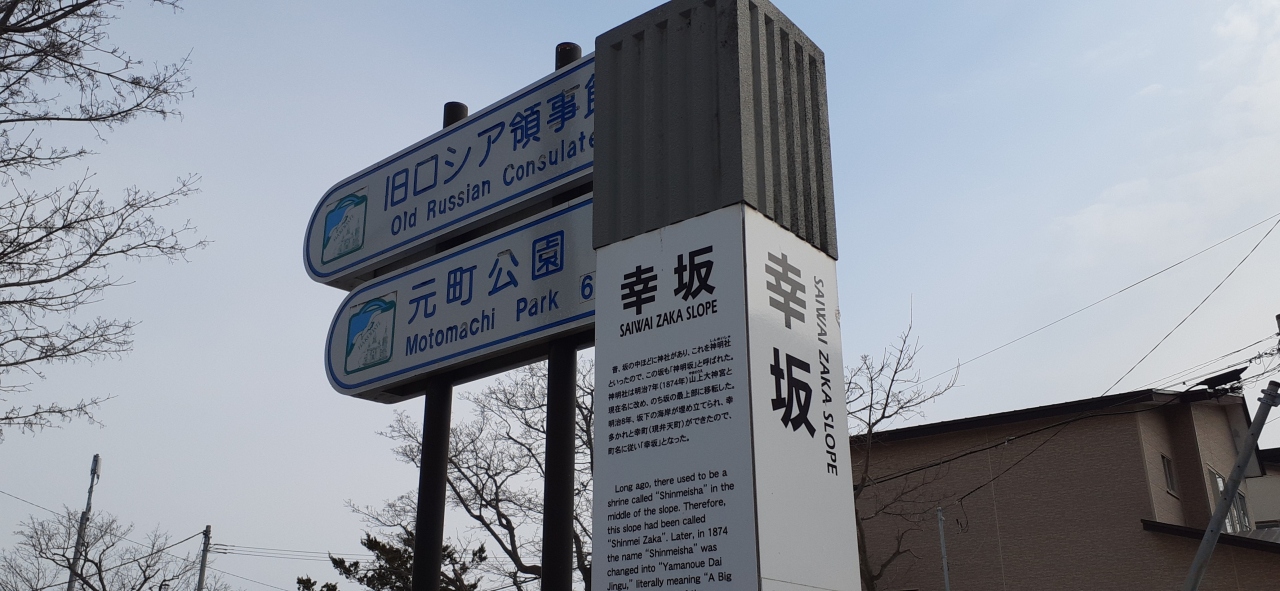 旧ロシア領事館
Old Russian Consulate
元町公園
Motomachi Park 6
幸坂
SAIWAI ZAKA SLOPE
昔、坂の中ほどに神社があり、これを神明社
といったので、この坂も「神明坂」と呼ばれた。
神明社は明治7年(1874年)山上大神宮と
現在名に改め、のち坂の最上部に移転した。
明治8年、坂下の海岸が埋め立てられ、幸
多かれと幸町(現弁天町)ができたので、
町名に従い「幸坂」となった。
Long ago, there used to be a
shrine called "Shinmeisha" in the
middle of the slope. Therefore,
this slope had been called
"Shinmei Zaka". Later, in 1874
the name "Shinmeisha" was
changed into "Yamanoue Dai
Jingu," literally meaning "A Big
幸坂
SAIWAI ZAKA SLOPE